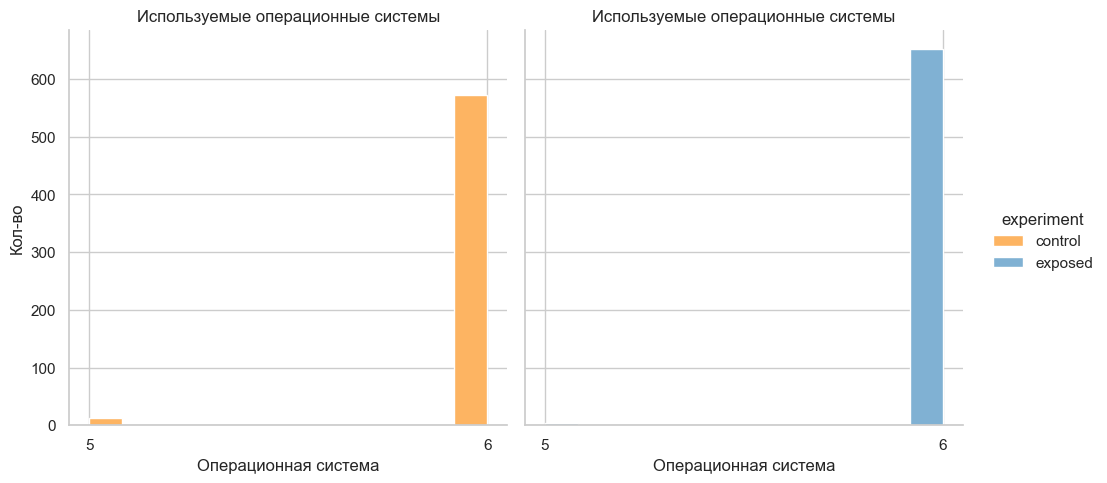 Используемые операционные системы
Используемые операционные системы
Кол-во
600
500
400
300
200
100
0
5
6
5
6
Операционная система
Операционная система
experiment
control
exposed